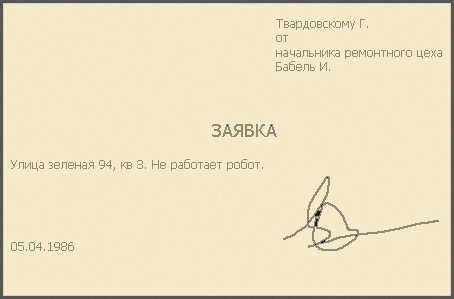 Твардовскому Г.
от
начальника ремонтного цеха
Бабель И.
ЗАЯВКА
Улица зеленая 94, кв 3. Не работает робот.
05.04.1986